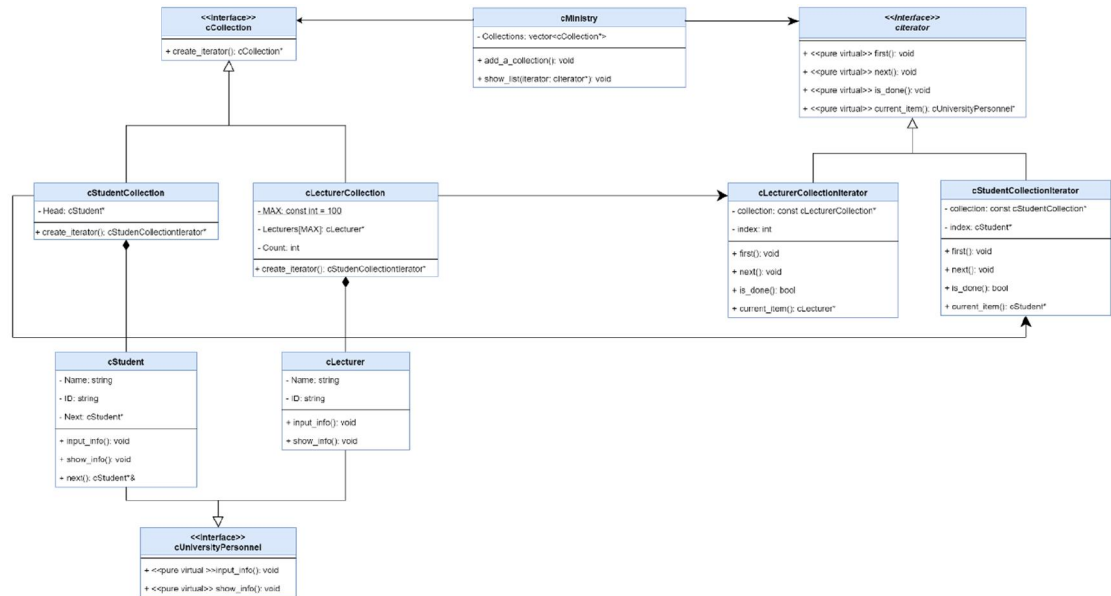 <<Interface>>
cCollection
+ create_iterator(): cCollection*
cMinistry
- Collections: vector<cCollection*>
+ add_a_collection(): void
+ show_list(iterator: cIterator*): void
<<Interface>>
cIterator
+ <<pure virtual>> first(): void
+ <<pure virtual>> next(): void
+ <<pure virtual>> is_done(): void
+ <<pure virtual>> current_item(): cUniversityPersonnel*
cStudentCollection
- Head: cStudent*
+ create_iterator(): cStudenCollectionIerator*
cLecturerCollection
- MAX: const int = 100
- Lecturers[MAX]: cLecturer*
- Count: int
+ create_iterator(): cStudenCollectionIerator*
cLecturerCollectionIterator
- collection: const cLecturerCollection*
- index: int
+ first(): void
+ next(): void
+ is_done(): bool
+ current_item(): cLecturer*
cStudentCollectionIterator
- collection: const cStudentCollection*
- index: cStudent*
+ first(): void
+ next(): void
+ is_done(): bool
+ current_item(): cStudent*
cStudent
- Name: string
- ID: string
- Next: cStudent*
+ input_info(): void
+ show_info(): void
+ next(): cStudent*&
cLecturer
- Name: string
- ID: string
+ input_info(): void
+ show_info(): void
<<Interface>>
cUniversityPersonnel
+ <<pure virtual >>input_info(): void
+ <<pure virtual>> show_info(): void